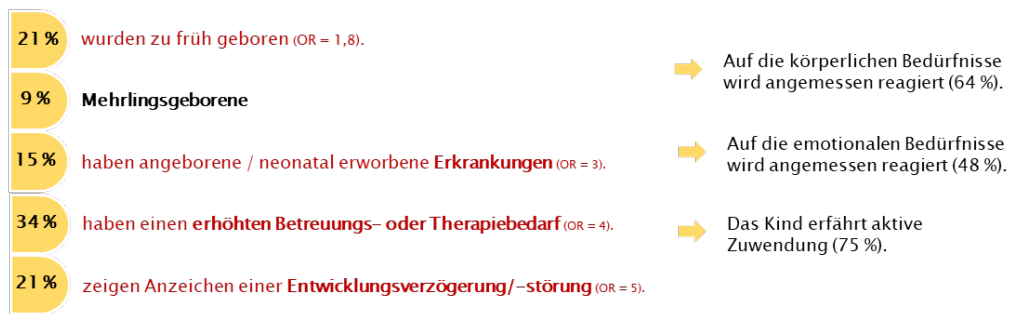 21 % wurden zu früh geboren (OR = 1,8).
9 % Mehrlingsgeborene
15 % haben angeborene / neonatal erworbene Erkrankungen (OR = 3).
34 % haben einen erhöhten Betreuungs- oder Therapiebedarf (OR = 4).
21 % zeigen Anzeichen einer Entwicklungsverzögerung/-störung (OR = 5).
Auf die körperlichen Bedürfnisse
wird angemessen reagiert (64 %).
Auf die emotionalen Bedürfnisse
wird angemessen reagiert (48 %).
Das Kind erfährt aktive
Zuwendung (75 %).